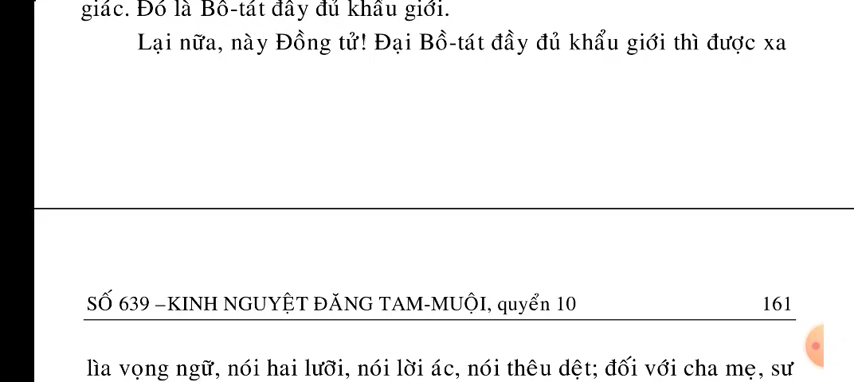 giác. Đó là Bồ-tát đầy đủ khẩu giới.
Lại nữa, này Đồng tử! Đại Bồ-tát đầy đủ khẩu giới thì được xa
SỐ 639 –KINH NGUYỆT ĐĂNG TAM-MUỘI, quyển 10 161
lìa vọng ngữ, nói hai lưỡi, nói lời ác, nói thêu dệt; đối với cha mẹ, sư